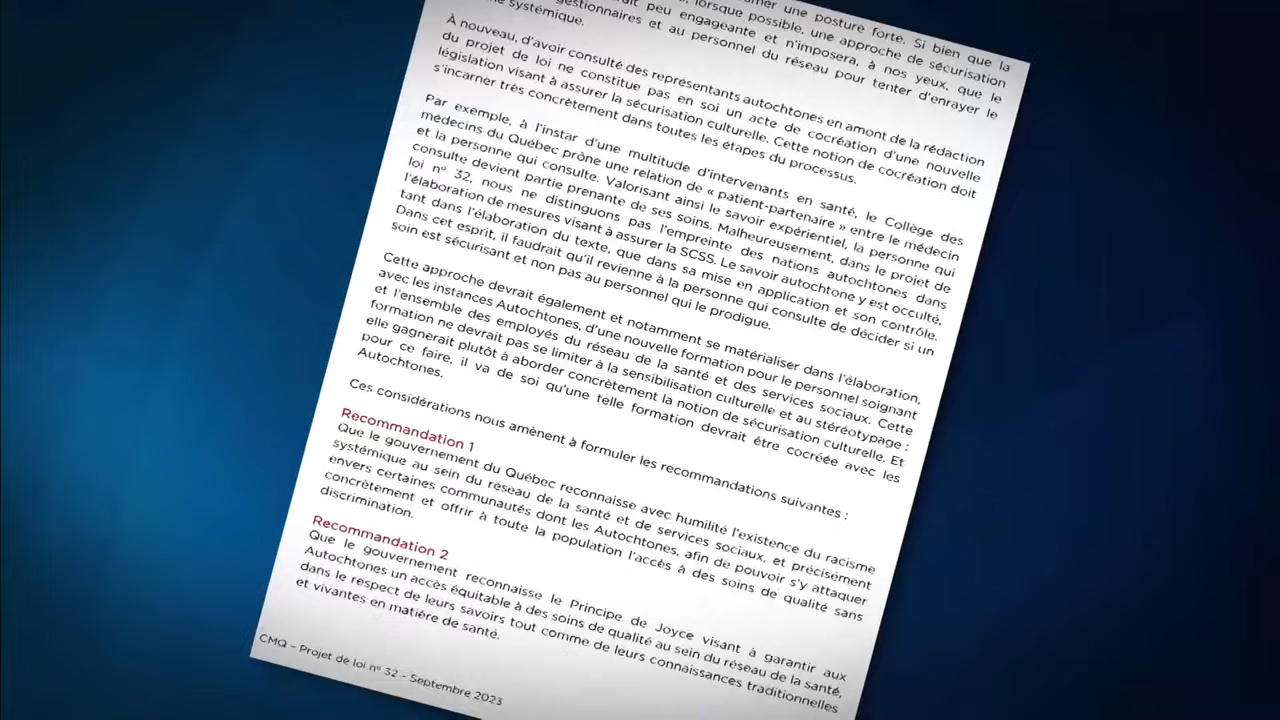 une posture forte. Si bien que la
lorsque possible, une approche de sécurisation
peu engageante et n'imposera, à nos yeux, que le
gestionnaires et au personnel du réseau pour tenter d'enrayer le
systémique.
À nouveau, d'avoir consulté des représentants autochtones en amont de la rédaction
du projet de loi ne constitue pas en soi un acte de cocréation d'une nouvelle
législation visant à assurer la sécurisation culturelle. Cette notion de cocréation doit
s'incarner très concrètement dans toutes les étapes du processus.
Par exemple, à l'instar d'une multitude d'intervenants en santé, le Collège des
médecins du Québec prône une relation de « patient-partenaire » entre le médecin
et la personne qui consulte. Valorisant ainsi le savoir expérientiel, la personne qui
consulte devient partie prenante de ses soins. Malheureusement, dans le projet de
loi nº 32, nous ne distinguons pas l'empreinte des nations autochtones dans
l'élaboration de mesures visant à assurer la SCSS. Le savoir autochtone y est occulté,
tant dans l'élaboration du texte, que dans sa mise en application et son contrôle.
Dans cet esprit, il faudrait qu'il revienne à la personne qui consulte de décider si un
soin est sécurisant et non pas au personnel qui le prodigue.
Cette approche devrait également et notamment se matérialiser dans l'élaboration,
avec les instances Autochtones, d'une nouvelle formation pour le personnel soignant
et l'ensemble des employés du réseau de la santé et des services sociaux. Cette
formation ne devrait pas se limiter à la sensibilisation culturelle et au stéréotypage :
elle gagnerait plutôt à aborder concrètement la notion de sécurisation culturelle. Et
pour ce faire, il va de soi qu'une telle formation devrait être cocréée avec les
Autochtones.
Ces considérations nous amènent à formuler les recommandations suivantes :
Recommandation 1
Que le gouvernement du Québec reconnaisse avec humilité l'existence du racisme
systémique au sein du réseau de la santé et de services sociaux, et précisément
envers certaines communautés dont les Autochtones, afin de pouvoir s'y attaquer
concrètement et offrir à toute la population l'accès à des soins de qualité sans
discrimination.
Recommandation 2
Que le gouvernement reconnaisse le Principe de Joyce visant à garantir aux
Autochtones un accès équitable à des soins de qualité au sein du réseau de la santé,
dans le respect de leurs savoirs tout comme de leurs connaissances traditionnelles
et vivantes en matière de santé.
CMQ – Projet de loi nº 32 - Septembre 2023